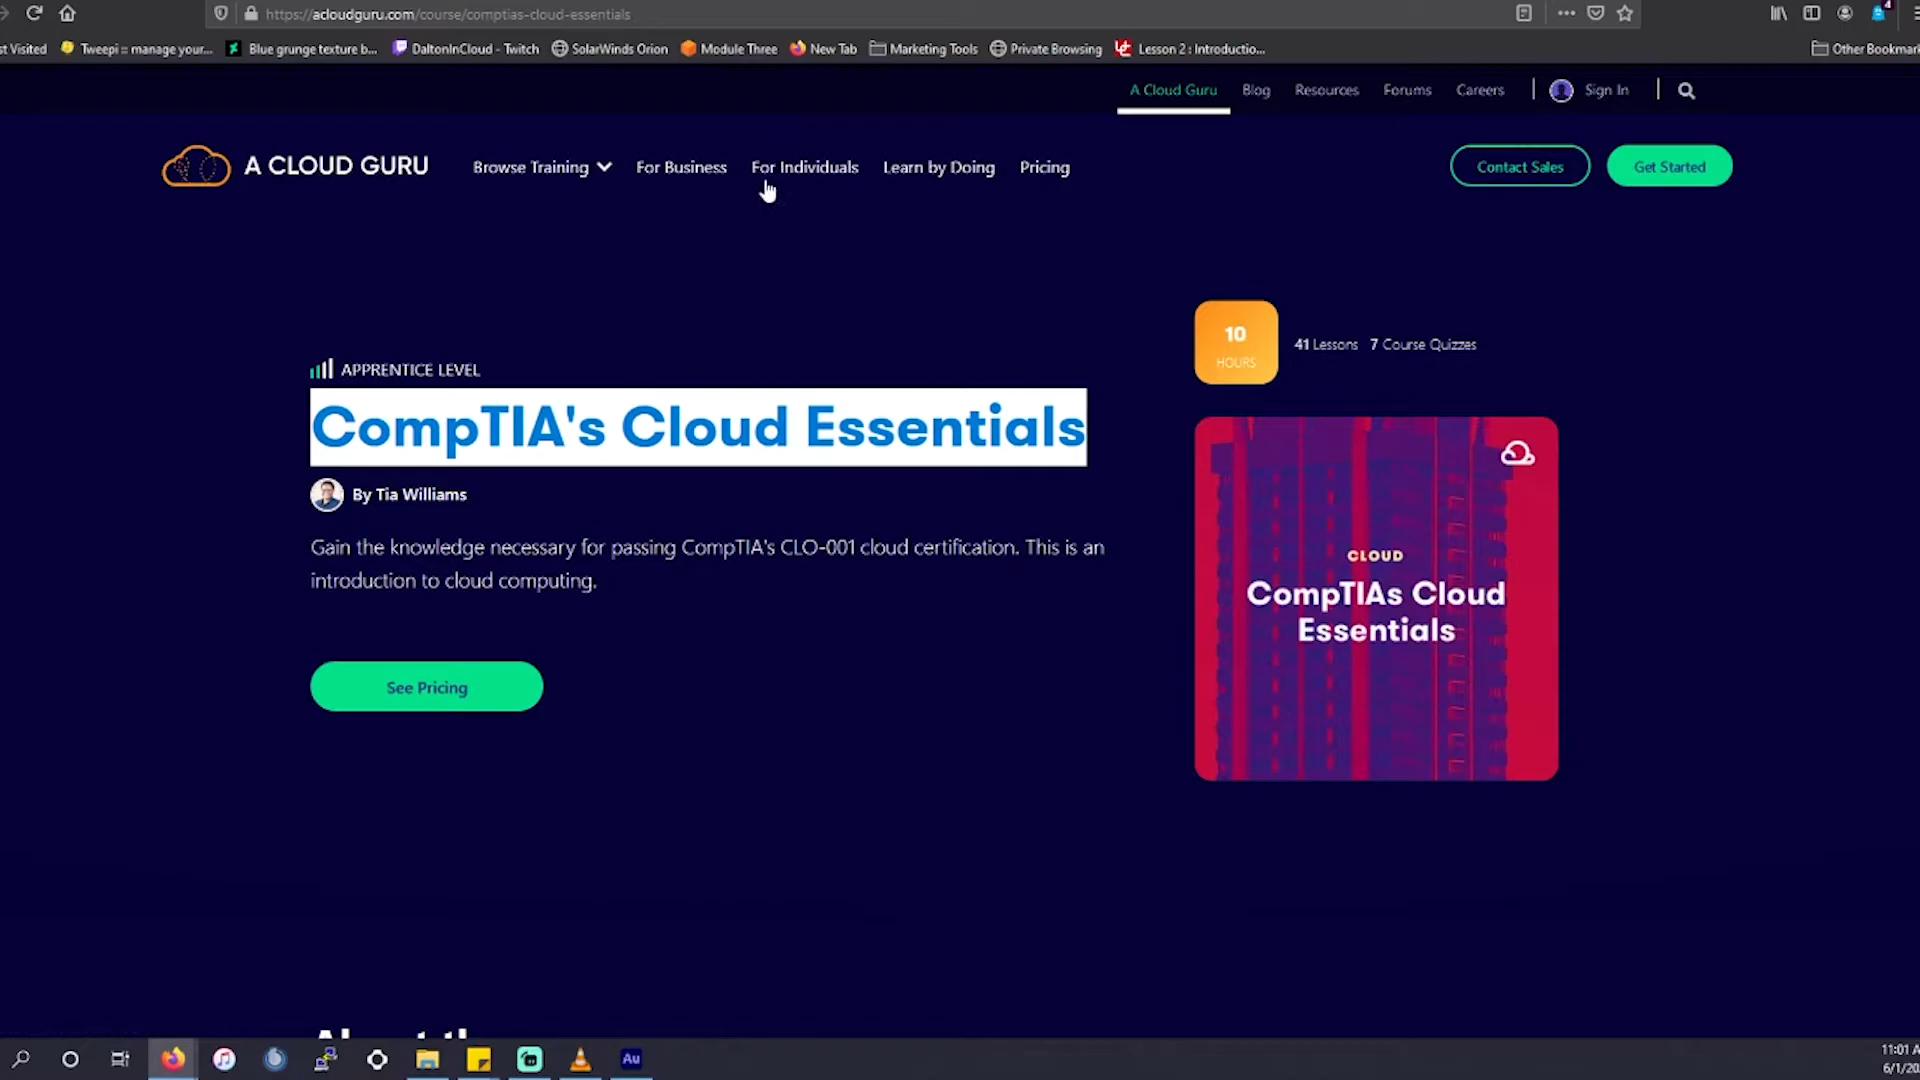 https://acloudguru.com/course/comptias-cloud-essentials
st Visited Tweepi :: manage your... Blue grunge texture b... DaltonInCloud - Twitch SolarWinds Orion Module Three New Tab Marketing Tools Private Browsing Lesson 2 : Introductio... Other Bookmark
A Cloud Guru Blog Resources Forums Careers Sign In
A CLOUD GURU Browse Training For Business For Individuals Learn by Doing Pricing Contact Sales Get Started
10
HOURS
41 Lessons 7 Course Quizzes
APPRENTICE LEVEL
CompTIA's Cloud Essentials
By Tia Williams
Gain the knowledge necessary for passing CompTIA's CLO-001 cloud certification. This is an
introduction to cloud computing.
See Pricing
CLOUD
CompTIAs Cloud
Essentials
Au
11:01 A
6/1/20